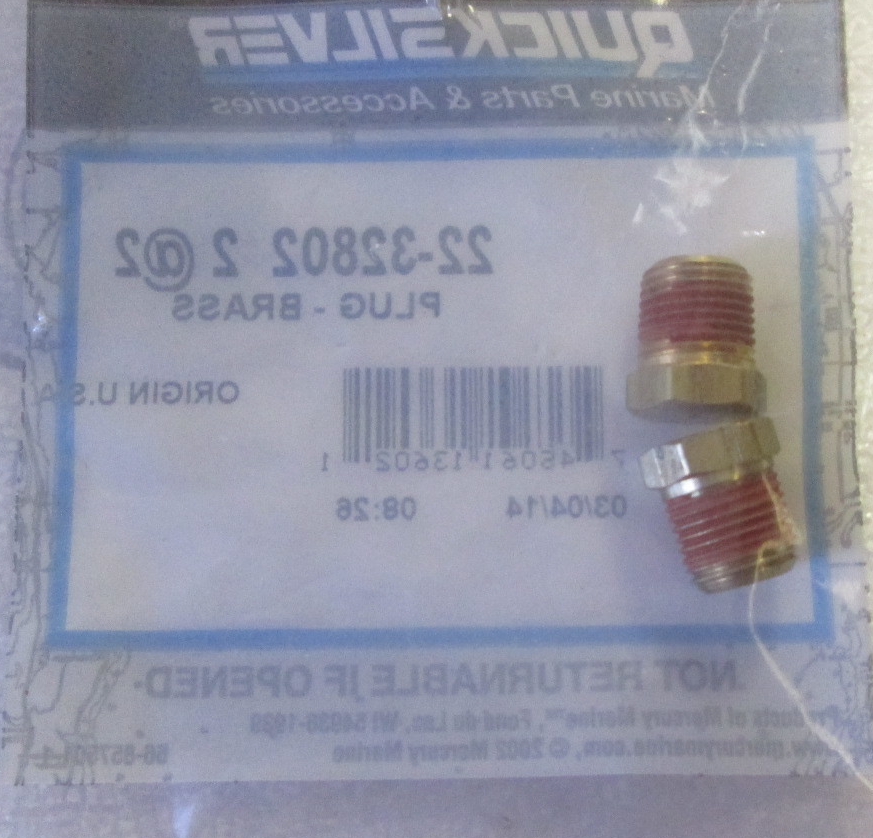 QUICKSILVER®
Marine Parts & Accessories
22-32802 2 @2
PLUG - BRASS
ORIGIN U.S.A
7 45061 13602 1
03/04/14 08:26
NOT RETURNABLE IF OPENED
Products of Mercury Marine™, Fond du Lac, WI 54936-1939
www.mercurymarine.com, © 2002 Mercury Marine